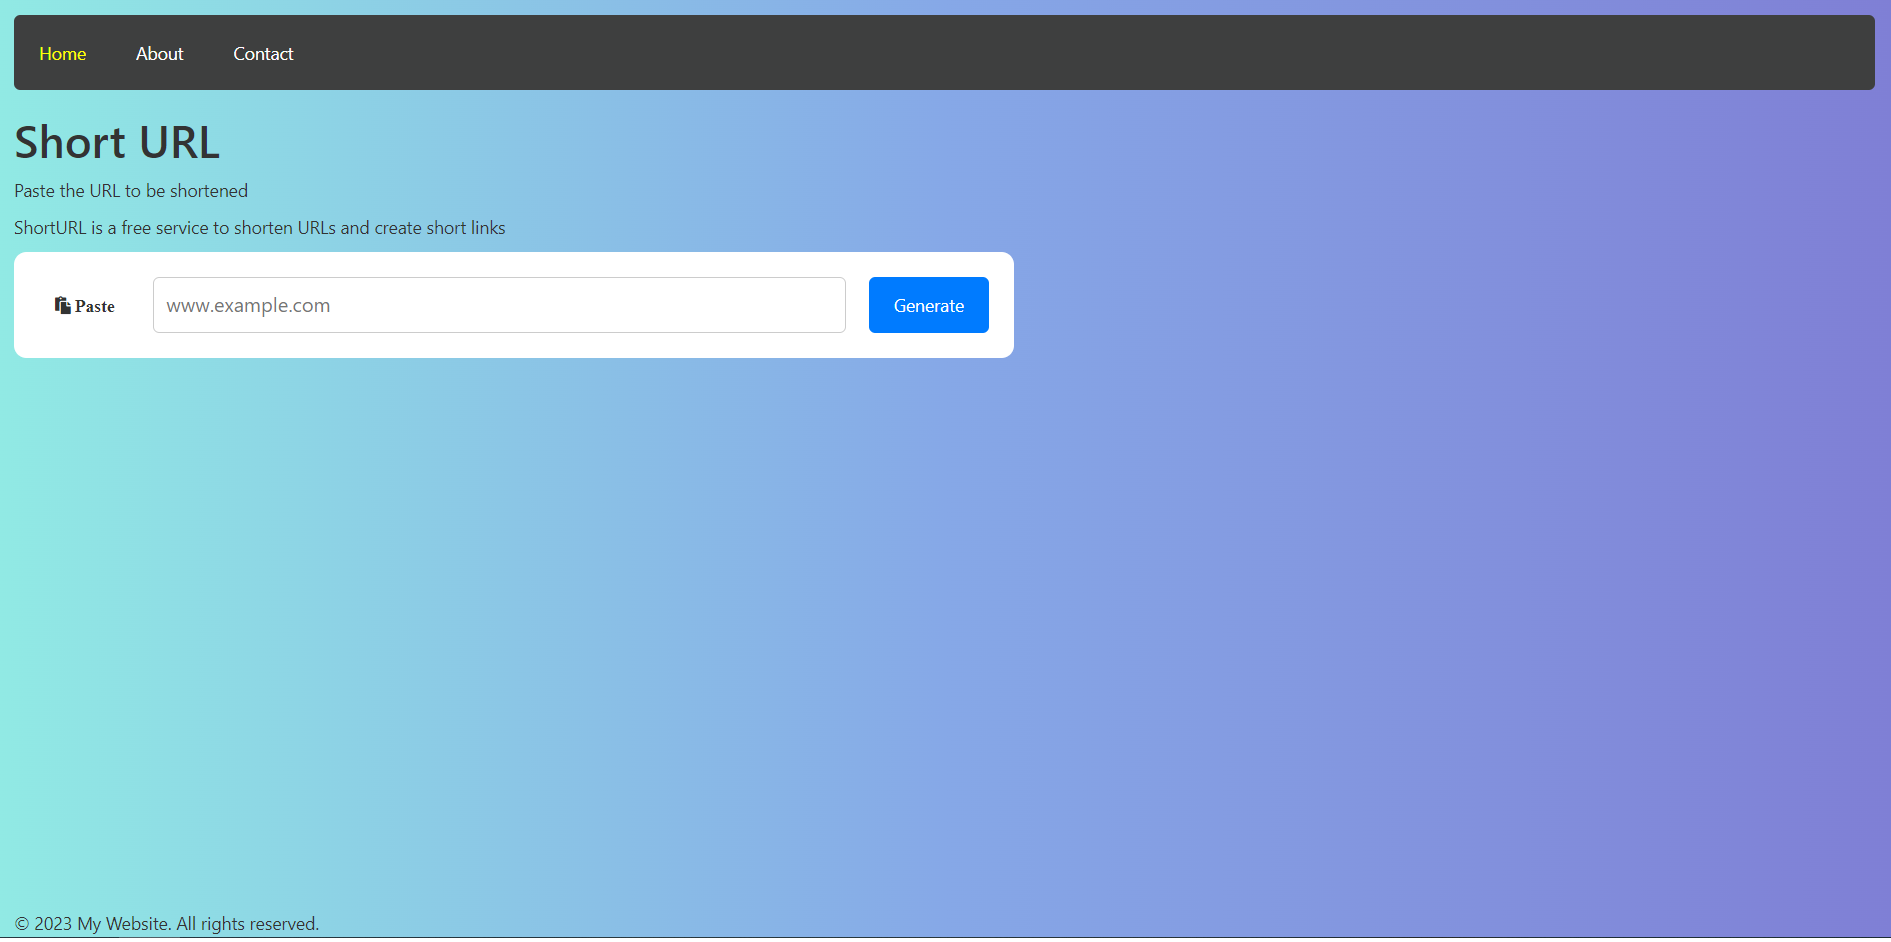 Home About Contact
Short URL
Paste the URL to be shortened
ShortURL is a free service to shorten URLs and create short links
Paste www.example.com Generate
© 2023 My Website. All rights reserved.